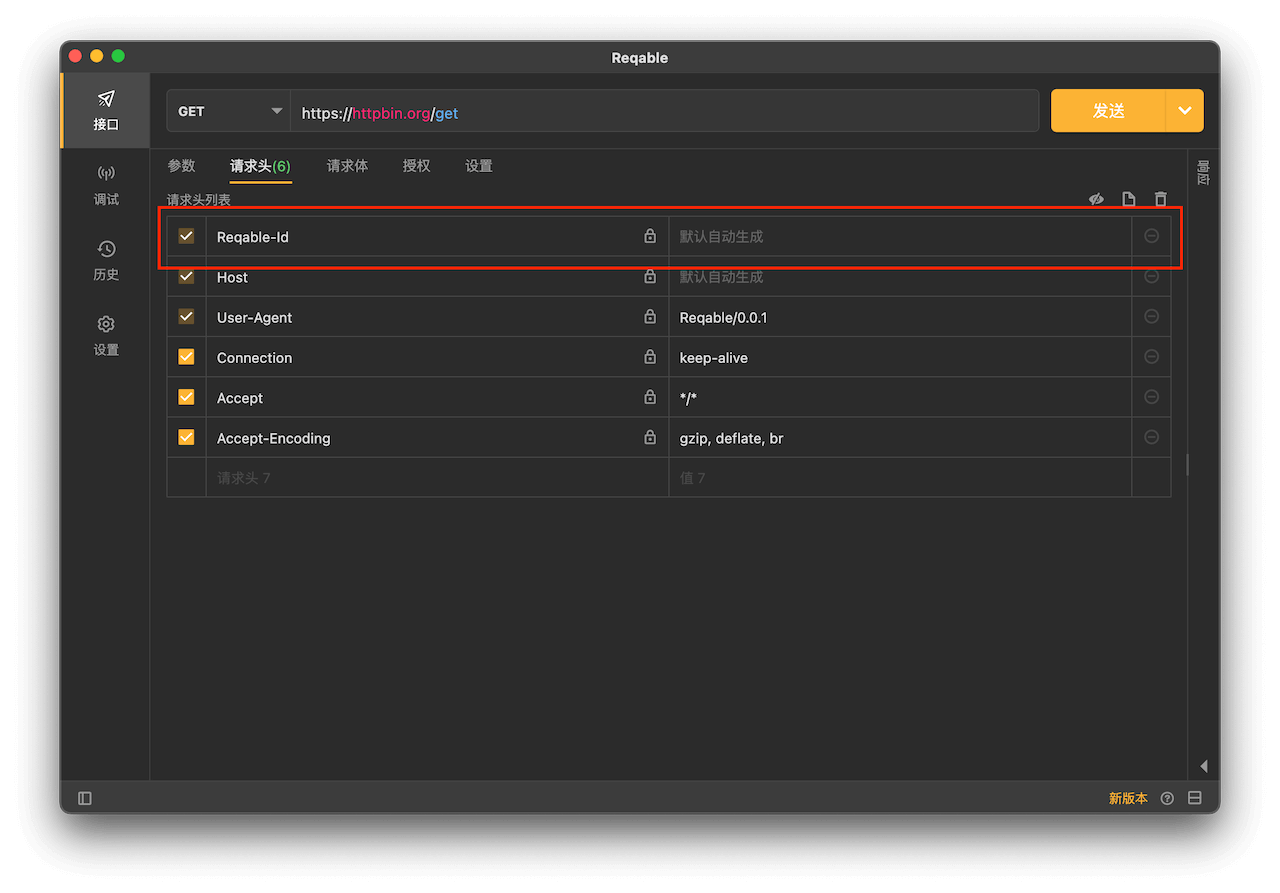 Reqable
接口
调试
历史
设置
GET
https://httpbin.org/get
发送
参数 请求头(6) 请求体 授权 设置
请求头列表
Reqable-Id 默认自动生成
Host 默认自动生成
User-Agent Reqable/0.0.1
Connection keep-alive
Accept */*
Accept-Encoding gzip, deflate, br
请求头 7 值 7
响应
新版本